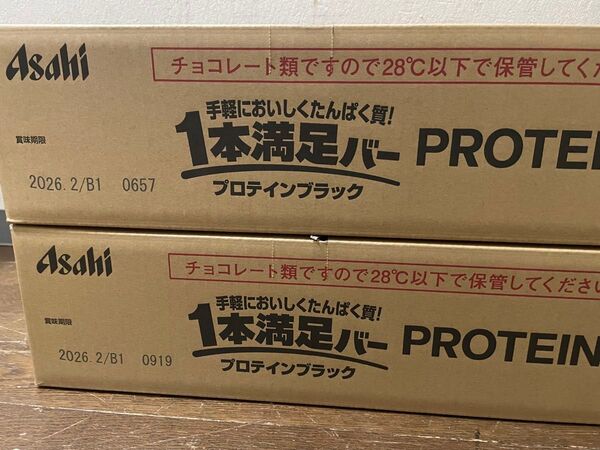 Asahi
チョコレート類ですので28℃以下で保管してくだ
手軽においしくたんぱく質!
1本満足バー PROTEI
プロテインブラック
賞味期限
2026.2/B1 0657
Asahi
チョコレート類ですので28℃以下で保管してください
手軽においしくたんぱく質!
1本満足バー PROTEIN
プロテインブラック
賞味期限
2026.2/B1 0919